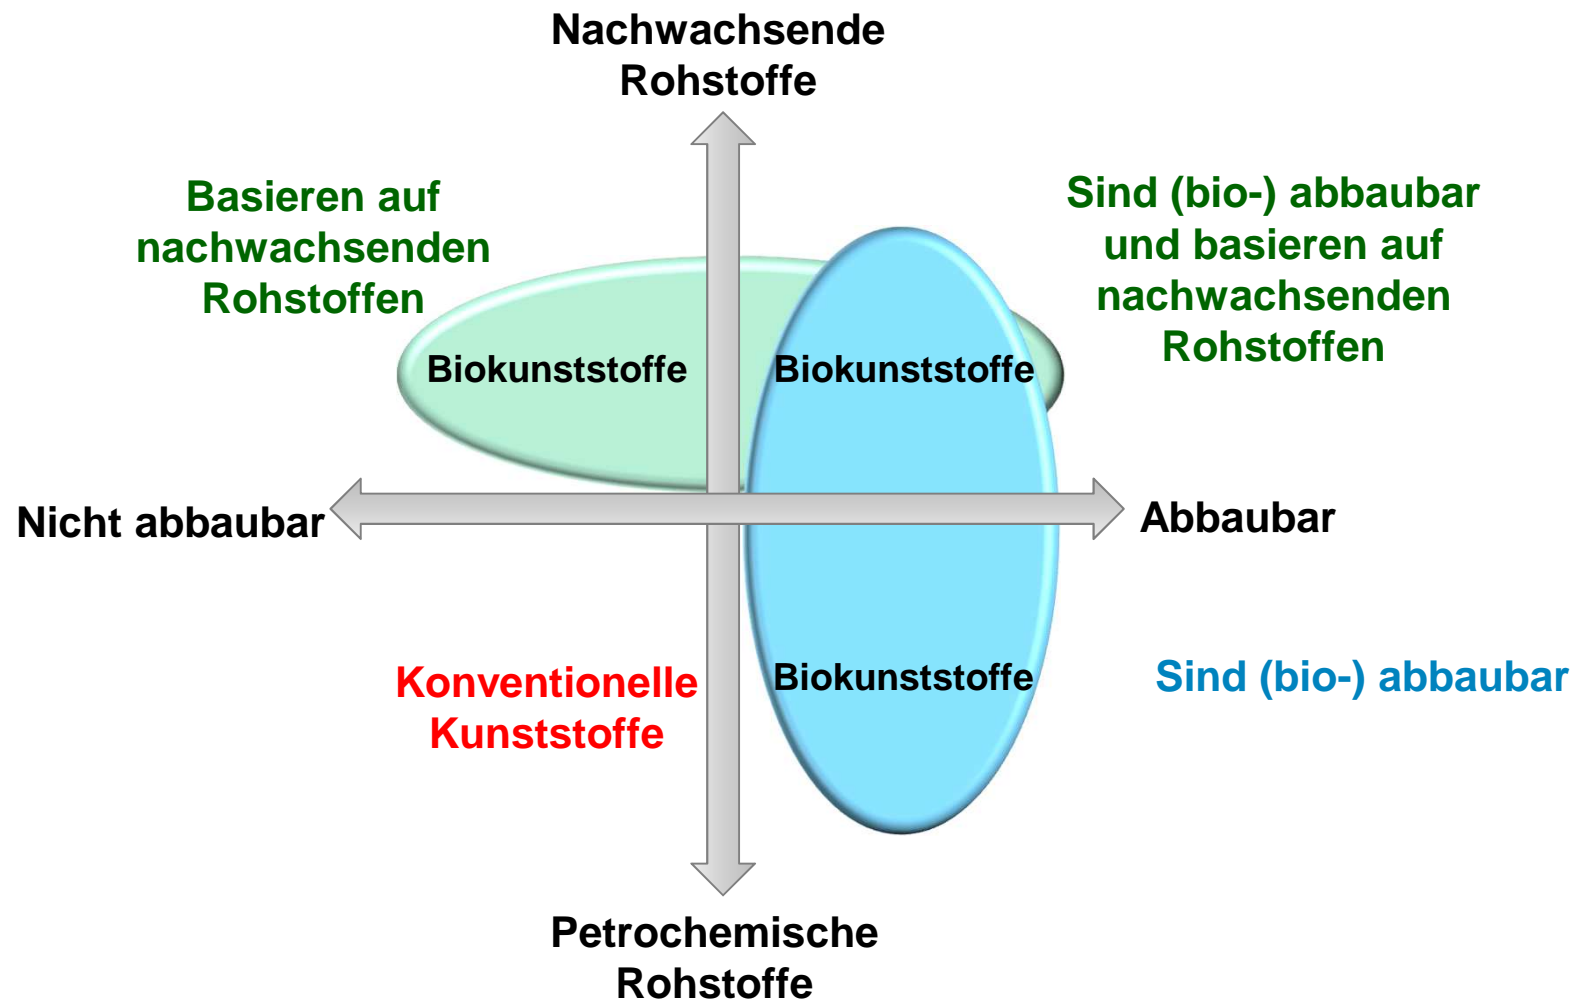 Nachwachsende
Rohstoffe
Basieren auf
nachwachsenden
Rohstoffen
Sind (bio-) abbaubar
und basieren auf
nachwachsenden
Rohstoffen
Biokunststoffe
Biokunststoffe
Nicht abbaubar
Abbaubar
Konventionelle
Kunststoffe
Biokunststoffe
Sind (bio-) abbaubar
Petrochemische
Rohstoffe